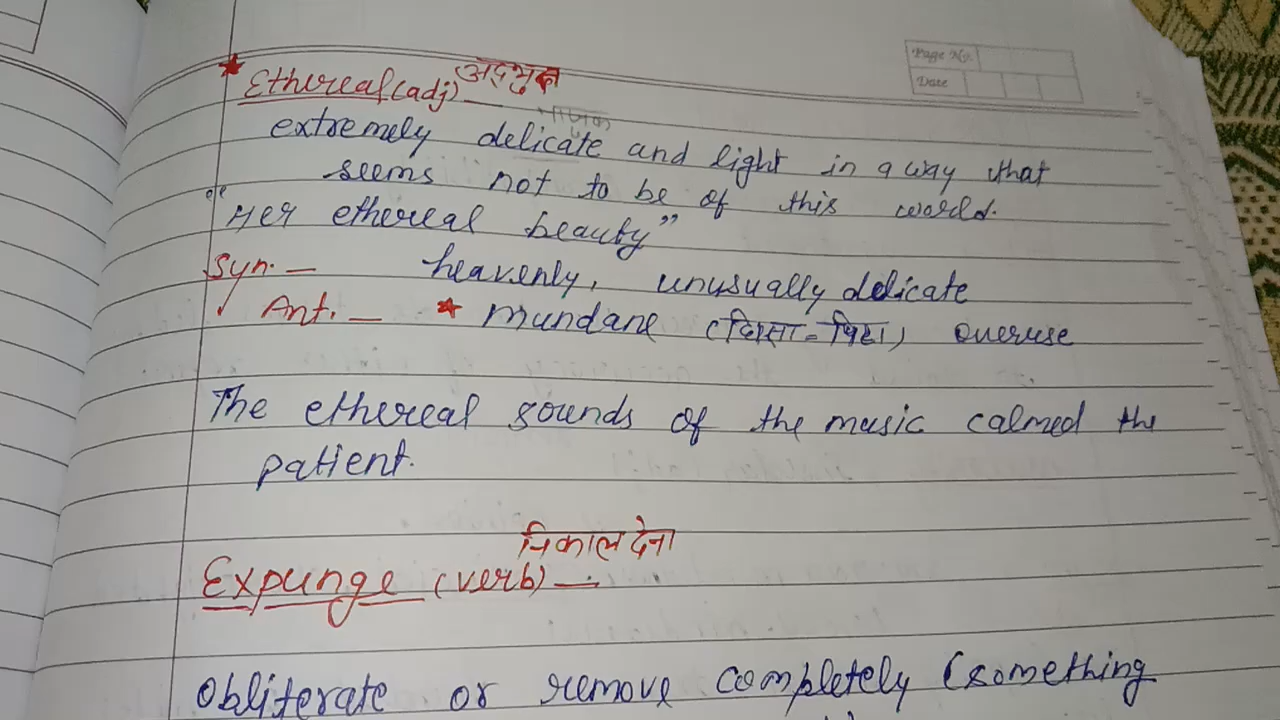 Page No.
Date
Ethereal (adj) — अद्भुत
नाजुक
extremely delicate and light in a way that
seems not to be of this world.
"Her ethereal beauty"
Syn. — heavenly, unusually delicate
Ant. — mundane (घिसा-पिटा) overuse
The ethereal sounds of the music calmed the
patient.
निकाल देना
Expunge (verb) —
obliterate or remove completely (something